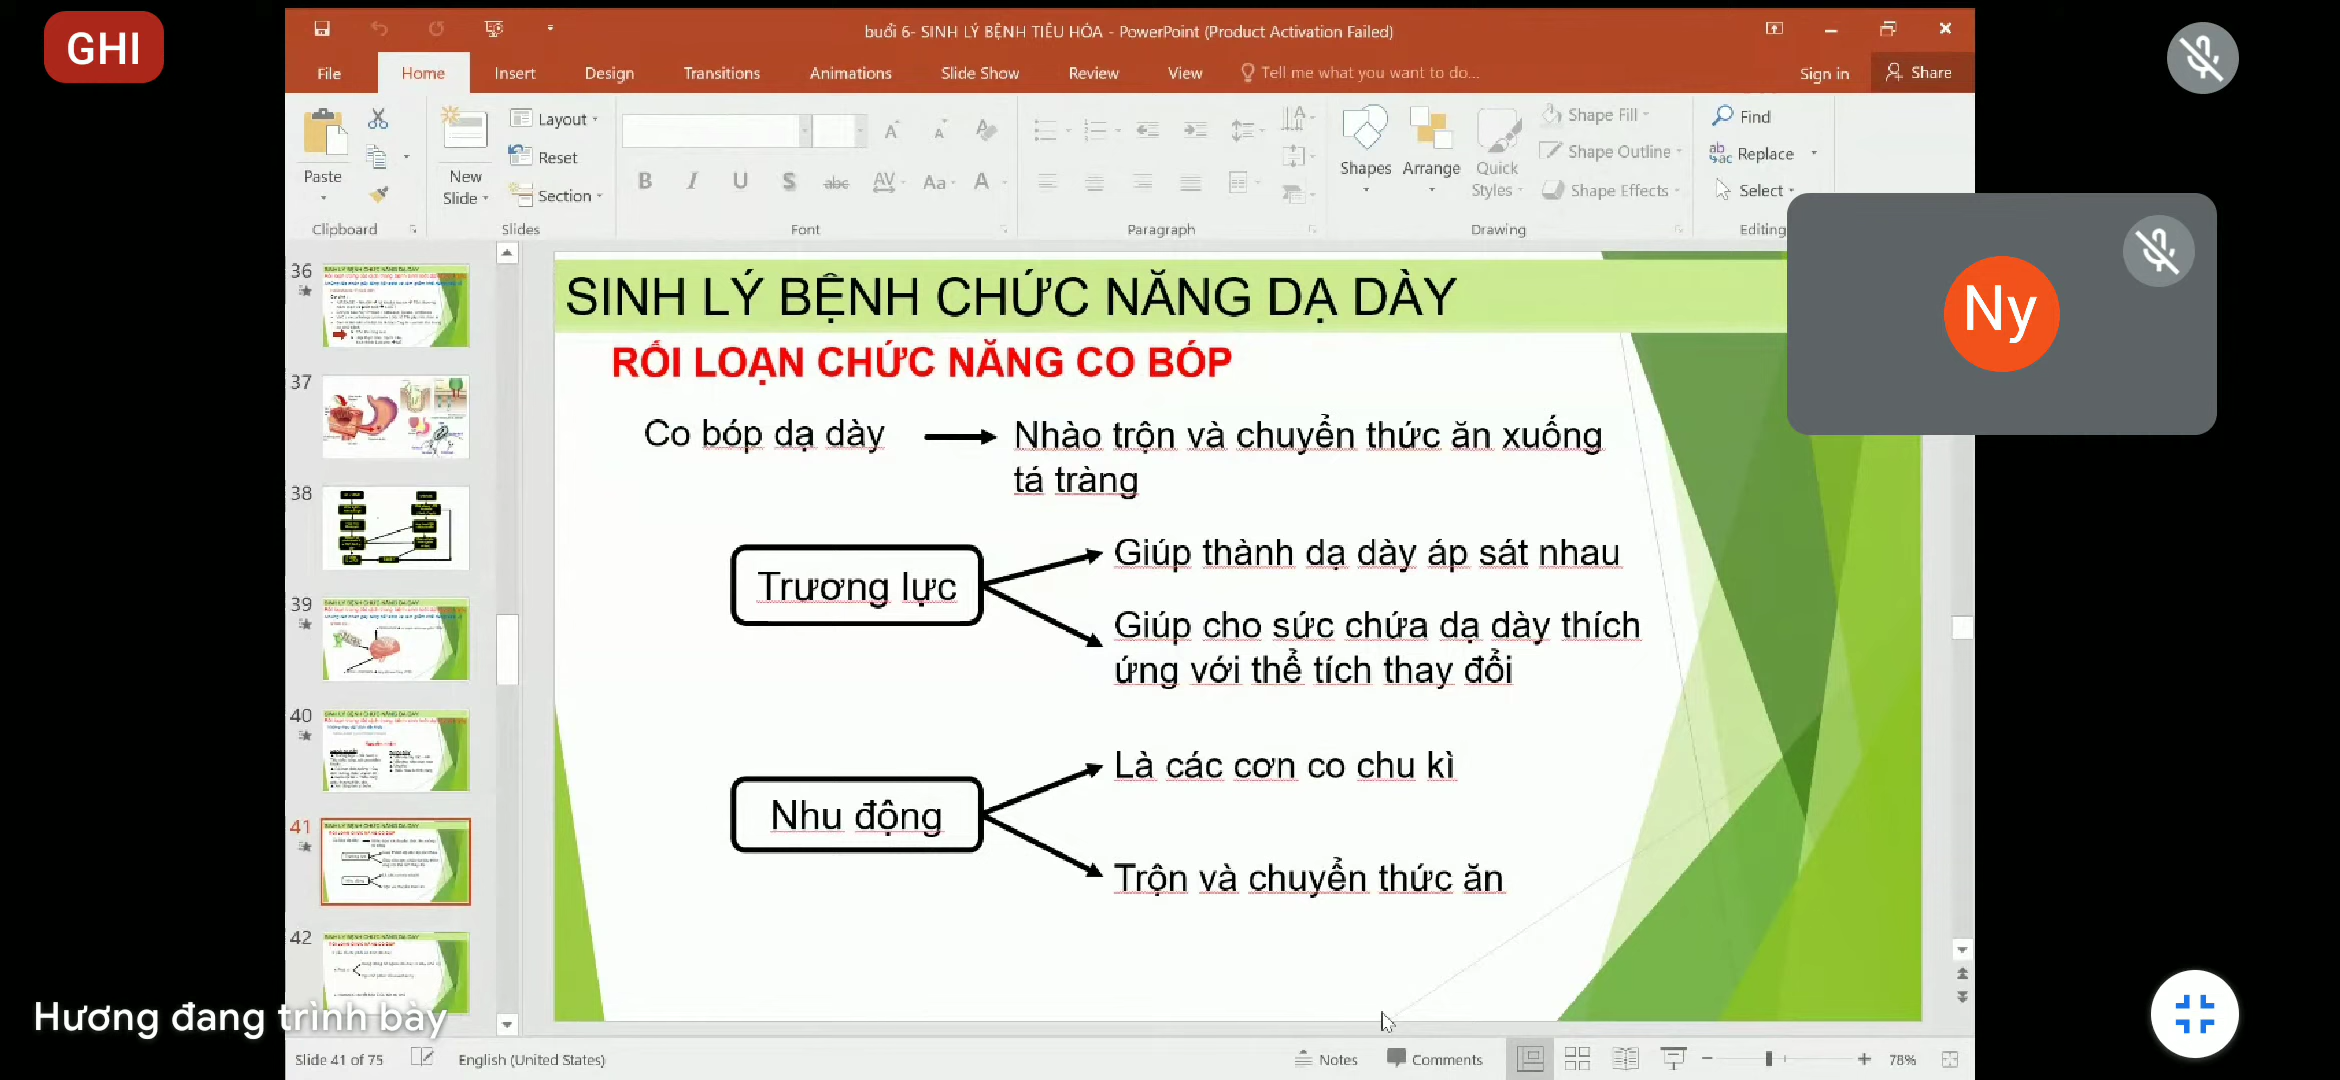 GHI
buổi 6- SINH LÝ BỆNH TIÊU HÓA - PowerPoint (Product Activation Failed)
File Home Insert Design Transitions Animations Slide Show Review View Tell me what you want to do... Sign in Share
Paste
Clipboard
New Slide
Layout
Reset
Section
Slides
B I U S abc AV Aa A
Font
Paragraph
Shapes Arrange Quick Styles
Shape Fill
Shape Outline
Shape Effects
Drawing
Find
Replace
Select
Editing
Ny
36
37
38
39
40
41
42
SINH LÝ BỆNH CHỨC NĂNG DẠ DÀY
RỐI LOẠN CHỨC NĂNG CO BÓP
Co bóp dạ dày
Nhào trộn và chuyển thức ăn xuống
tá tràng
Trương lực
Giúp thành dạ dày áp sát nhau
Giúp cho sức chứa dạ dày thích
ứng với thể tích thay đổi
Nhu động
Là các cơn co chu kì
Trộn và chuyển thức ăn
Hương đang trình bày
Slide 41 of 75 English (United States) Notes Comments 78%